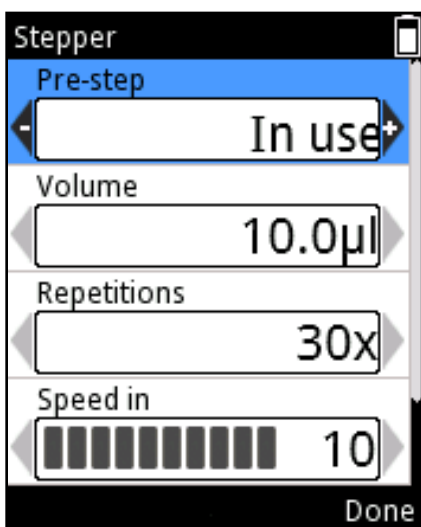 Stepper
Pre-step
- In use +
Volume
10.0µl
Repetitions
30x
Speed in
10
Done